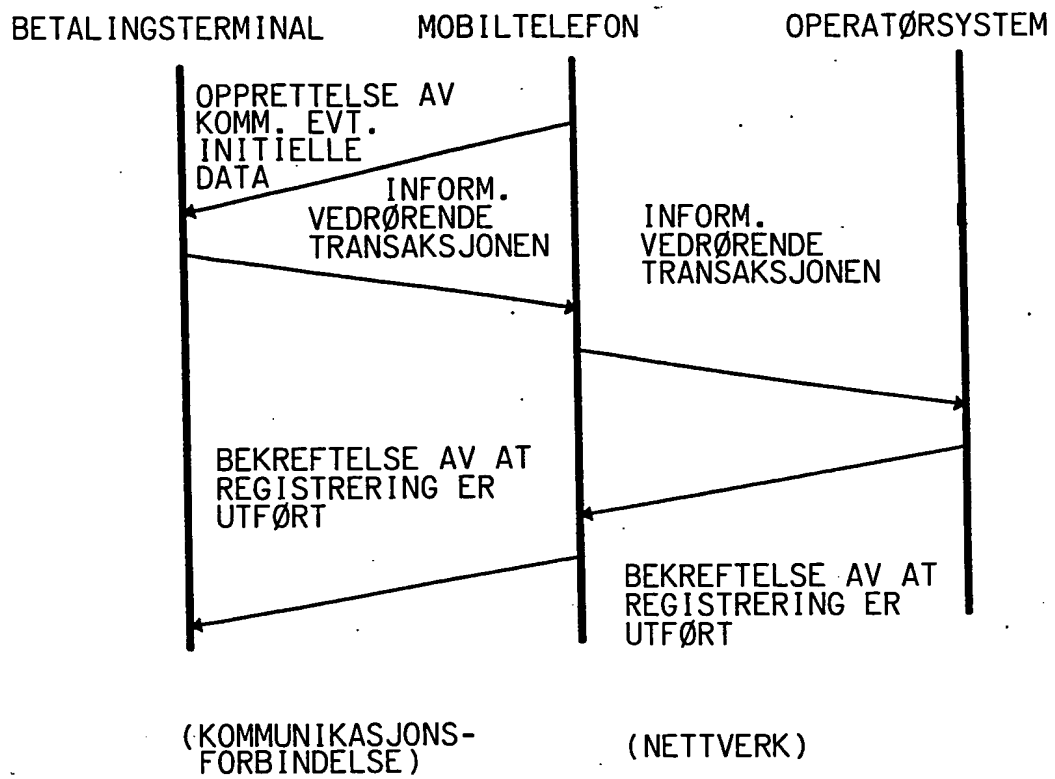 BETALINGSTERMINAL MOBILTELEFON OPERATØRSYSTEM
OPPRETTELSE AV
KOMM. EVT.
INITIELLE
DATA
INFORM.
VEDRØRENDE
TRANSAKSJONEN
INFORM.
VEDRØRENDE
TRANSAKSJONEN
BEKREFTELSE AV AT
REGISTRERING ER
UTFØRT
BEKREFTELSE AV AT
REGISTRERING ER
UTFØRT
(KOMMUNIKASJONS-
FORBINDELSE)
(NETTVERK)